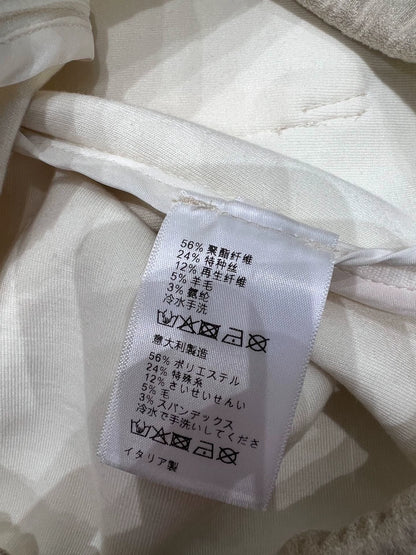 56% 聚酯纤维
24% 特种丝
12% 再生纤维
5% 羊毛
3% 氨纶
冷水手洗
意大利製造
56% ポリエステル
24% 特殊糸
12% さいせいせんい
5% 毛
3% スパンデックス
冷水で手洗いしてくださ
イタリア製